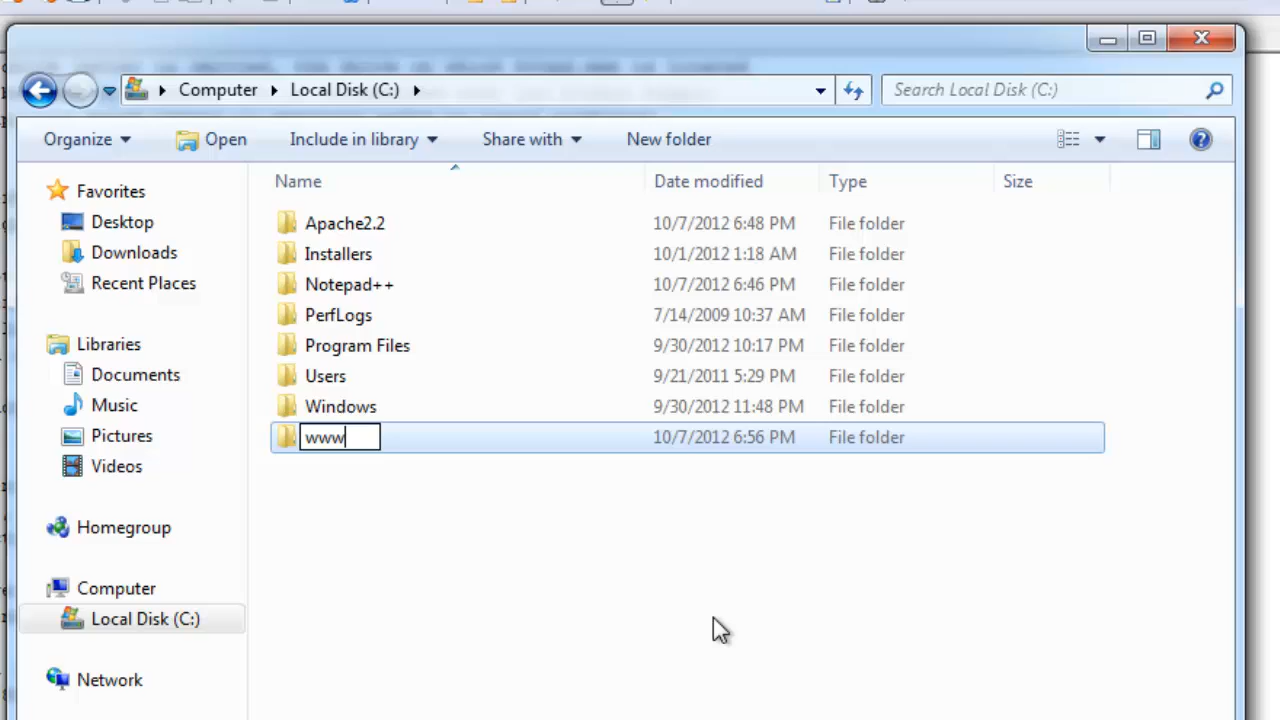 Computer Local Disk (C:)
Search Local Disk (C:)
Organize Open Include in library Share with New folder
Name Date modified Type Size
Favorites
Desktop
Downloads
Recent Places
Libraries
Documents
Music
Pictures
Videos
Homegroup
Computer
Local Disk (C:)
Network
Apache2.2 10/7/2012 6:48 PM File folder
Installers 10/1/2012 1:18 AM File folder
Notepad++ 10/7/2012 6:46 PM File folder
PerfLogs 7/14/2009 10:37 AM File folder
Program Files 9/30/2012 10:17 PM File folder
Users 9/21/2011 5:29 PM File folder
Windows 9/30/2012 11:48 PM File folder
www 10/7/2012 6:56 PM File folder